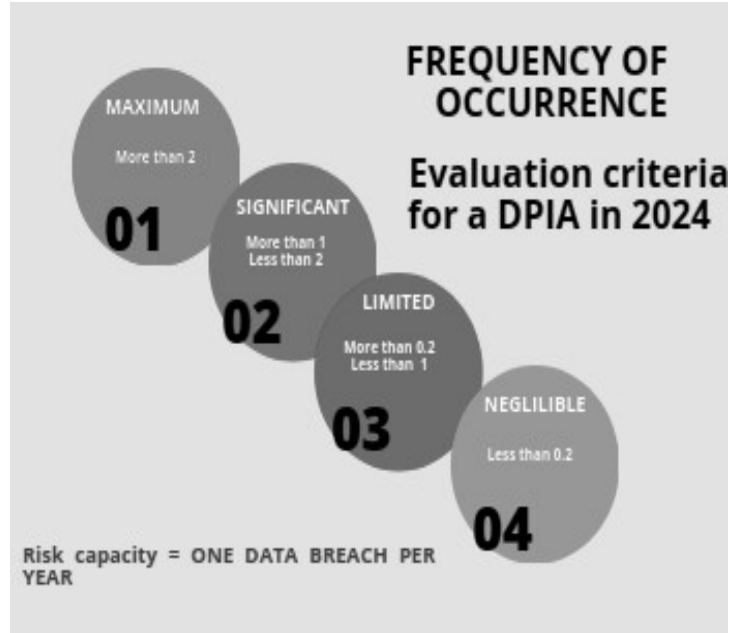 FREQUENCY OF
OCCURRENCE
Evaluation criteria
for a DPIA in 2024
MAXIMUM
More than 2
01
SIGNIFICANT
More than 1
Less than 2
02
LIMITED
More than 0.2
Less than 1
03
NEGLILIBLE
Less than 0.2
04
Risk capacity = ONE DATA BREACH PER
YEAR